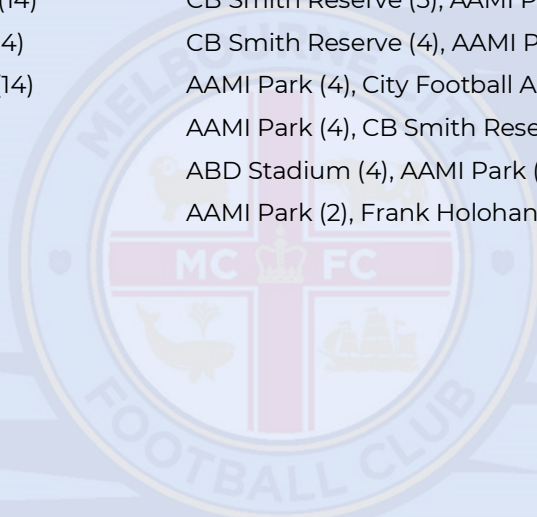 (14) CB Smith Reserve (3), AAMI P
4) CB Smith Reserve (4), AAMI P
(14) AAMI Park (4), City Football A
AAMI Park (4), CB Smith Rese
ABD Stadium (4), AAMI Park (
AAMI Park (2), Frank Holohan
MELBOURNE CITY
MC FC
FOOTBALL CLUB